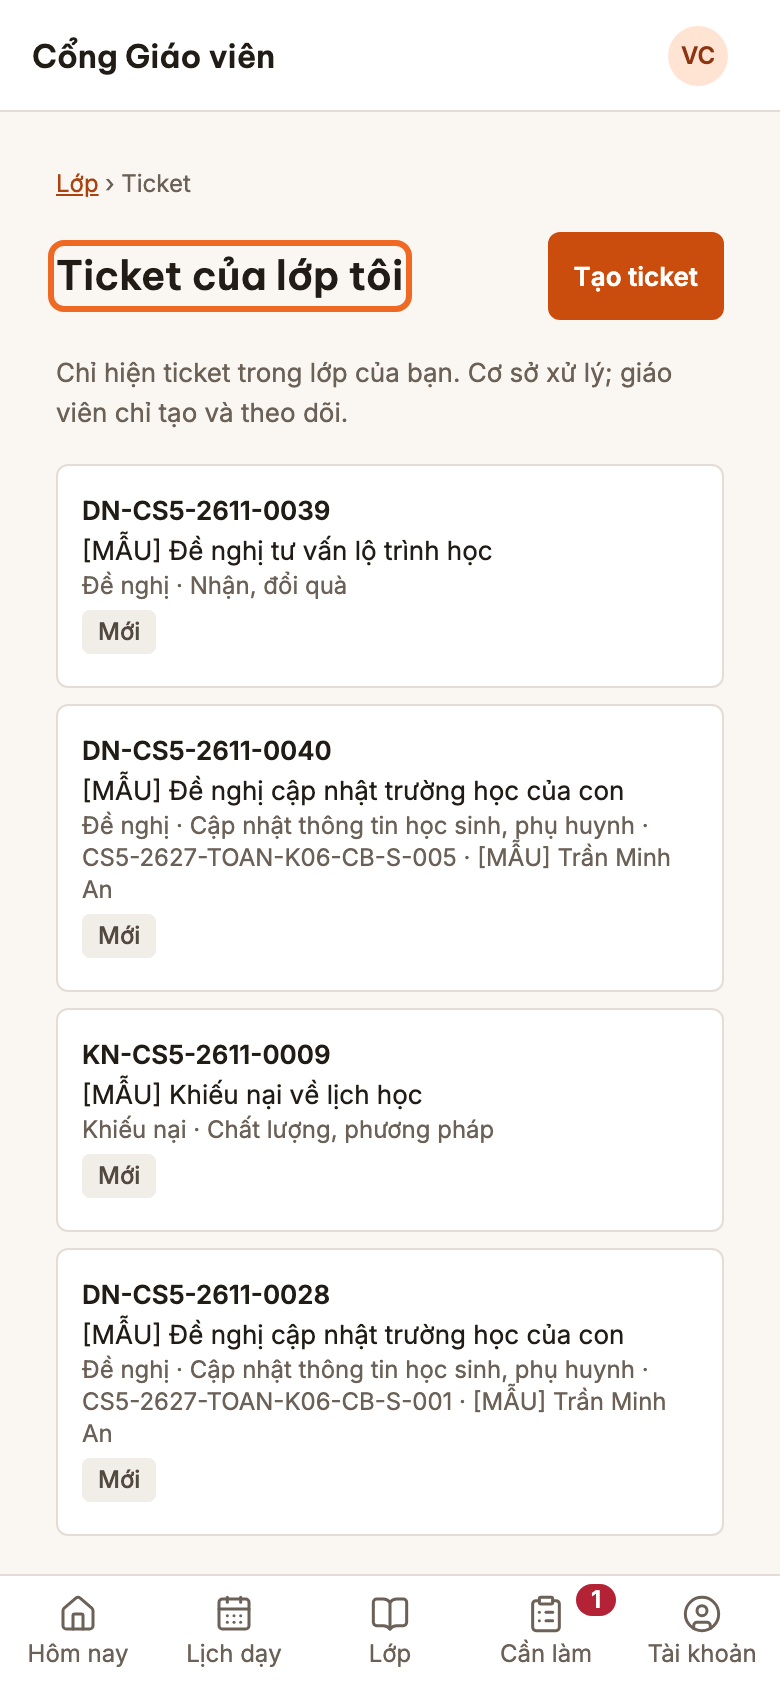 Cổng Giáo viên
VC
Lớp › Ticket
Ticket của lớp tôi
Tạo ticket
Chỉ hiện ticket trong lớp của bạn. Cơ sở xử lý; giáo
viên chỉ tạo và theo dõi.
DN-CS5-2611-0039
[MẪU] Đề nghị tư vấn lộ trình học
Đề nghị · Nhận, đổi quà
Mới
DN-CS5-2611-0040
[MẪU] Đề nghị cập nhật trường học của con
Đề nghị · Cập nhật thông tin học sinh, phụ huynh ·
CS5-2627-TOAN-K06-CB-S-005 · [MẪU] Trần Minh
An
Mới
KN-CS5-2611-0009
[MẪU] Khiếu nại về lịch học
Khiếu nại · Chất lượng, phương pháp
Mới
DN-CS5-2611-0028
[MẪU] Đề nghị cập nhật trường học của con
Đề nghị · Cập nhật thông tin học sinh, phụ huynh ·
CS5-2627-TOAN-K06-CB-S-001 · [MẪU] Trần Minh
An
Mới
1
Hôm nay
Lịch dạy
Lớp
Cần làm
Tài khoản